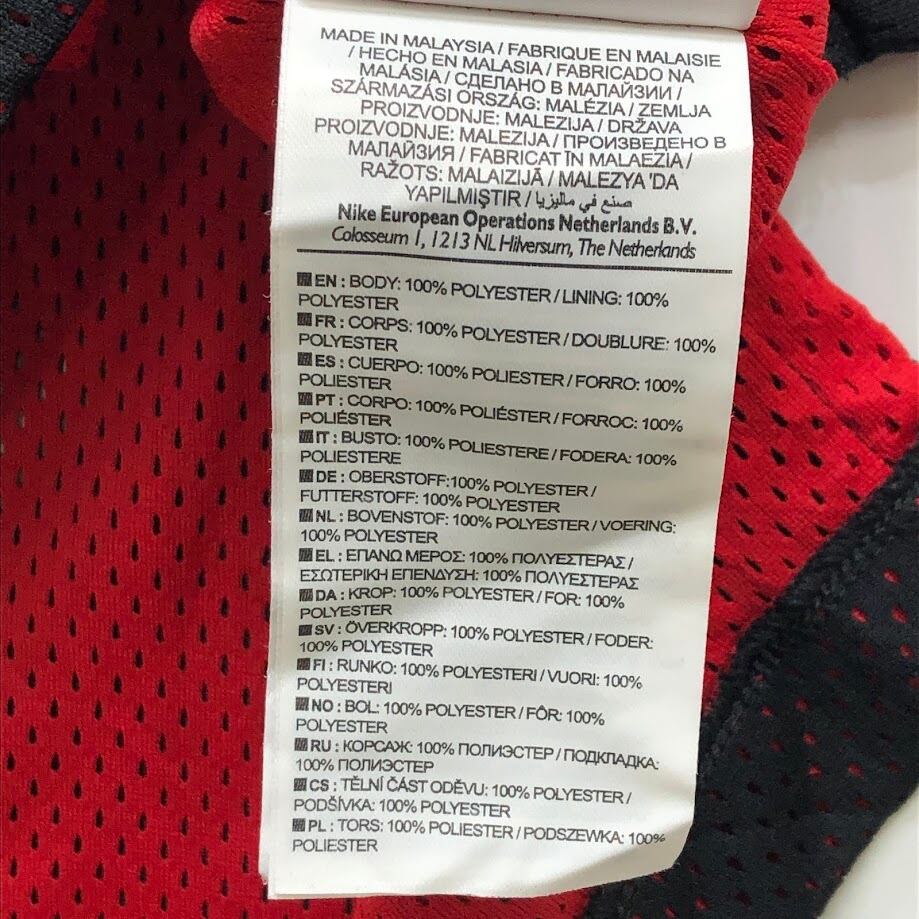 MADE IN MALAYSIA / FABRIQUE EN MALAISIE
/ HECHO EN MALASIA / FABRICADO NA
MALÁSIA / СДЕЛАНО В МАЛАЙЗИИ /
SZÁRMAZÁSI ORSZÁG: MALÉZIA / ZEMLJA
PROIZVODNJE: MALEZIJA / DRŽAVA
PROIZVODNJE: MALEZIJA / ПРОИЗВЕДЕНО В
МАЛАЙЗИЯ / FABRICAT ÎN MALAEZIA /
RAŽOTS: MALAIZIJĀ / MALEZYA 'DA
YAPILMIŞTIR / صنع في ماليزيا
Nike European Operations Netherlands B.V.
Colosseum 1, 1213 NL Hilversum, The Netherlands
EN : BODY: 100% POLYESTER / LINING: 100%
POLYESTER
FR : CORPS: 100% POLYESTER / DOUBLURE: 100%
POLYESTER
ES : CUERPO: 100% POLIESTER / FORRO: 100%
POLIESTER
PT : CORPO: 100% POLIÉSTER / FORROC: 100%
POLIÉSTER
IT : BUSTO: 100% POLIESTERE / FODERA: 100%
POLIESTERE
DE : OBERSTOFF:100% POLYESTER /
FUTTERSTOFF: 100% POLYESTER
NL : BOVENSTOF: 100% POLYESTER / VOERING:
100% POLYESTER
EL : ΕΠΑΝΩ ΜΕΡΟΣ: 100% ΠΟΛΥΕΣΤΕΡΑΣ /
ΕΣΩΤΕΡΙΚΗ ΕΠΕΝΔΥΣΗ: 100% ΠΟΛΥΕΣΤΕΡΑΣ
DA : KROP: 100% POLYESTER / FOR: 100%
POLYESTER
SV : ÖVERKROPP: 100% POLYESTER / FODER:
100% POLYESTER
FI : RUNKO: 100% POLYESTERI / VUORI: 100%
POLYESTERI
NO : BOL: 100% POLYESTER / FÔR: 100%
POLYESTER
RU : КОРСАЖ: 100% ПОЛИЭСТЕР / ПОДКЛАДКА:
100% ПОЛИЭСТЕР
CS : TĚLNÍ ČÁST ODĚVU: 100% POLYESTER /
PODŠÍVKA: 100% POLYESTER
PL : TORS: 100% POLIESTER / PODSZEWKA: 100%
POLIESTER